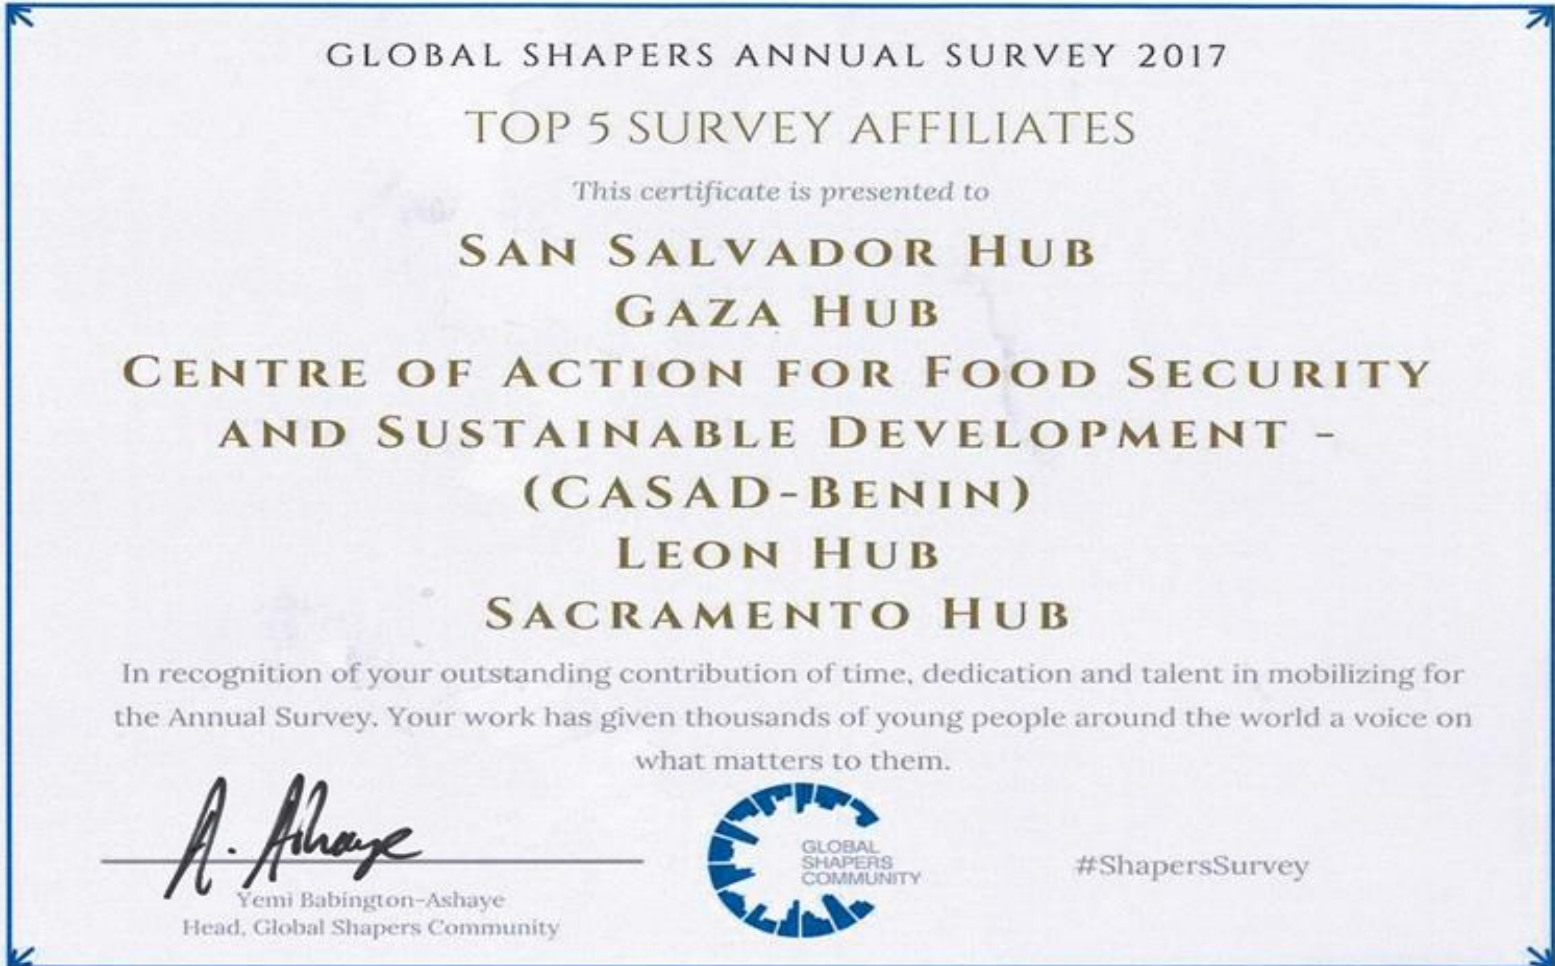 GLOBAL SHAPERS ANNUAL SURVEY 2017
TOP 5 SURVEY AFFILIATES
This certificate is presented to
SAN SALVADOR HUB
GAZA HUB
CENTRE OF ACTION FOR FOOD SECURITY
AND SUSTAINABLE DEVELOPMENT -
(CASAD-BENIN)
LEON HUB
SACRAMENTO HUB
In recognition of your outstanding contribution of time, dedication and talent in mobilizing for
the Annual Survey. Your work has given thousands of young people around the world a voice on
what matters to them.
A. Ashaye
Yemi Babington-Ashaye
Head, Global Shapers Community
GLOBAL
SHAPERS
COMMUNITY
#ShapersSurvey